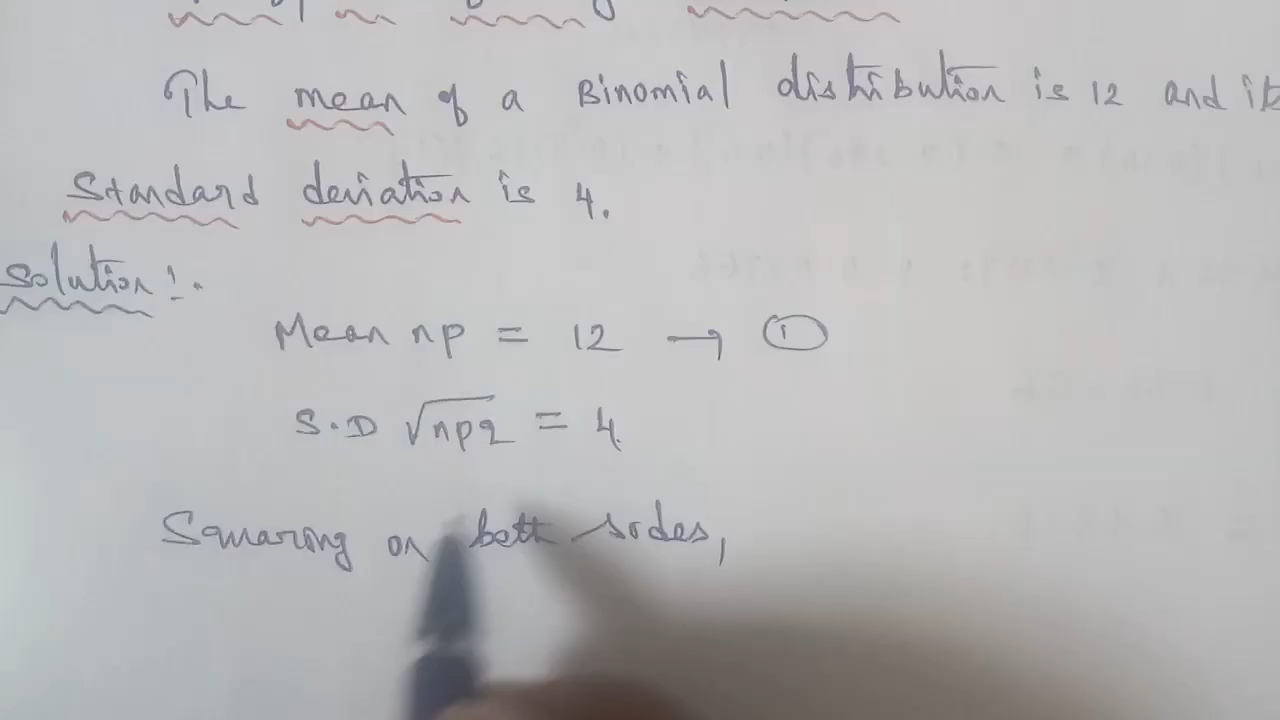 The mean of a Binomial distribution is 12 and its
Standard deviation is 4.
Solution :-
Mean np = 12 → ①
S.D √npq = 4
Squaring on both sides,